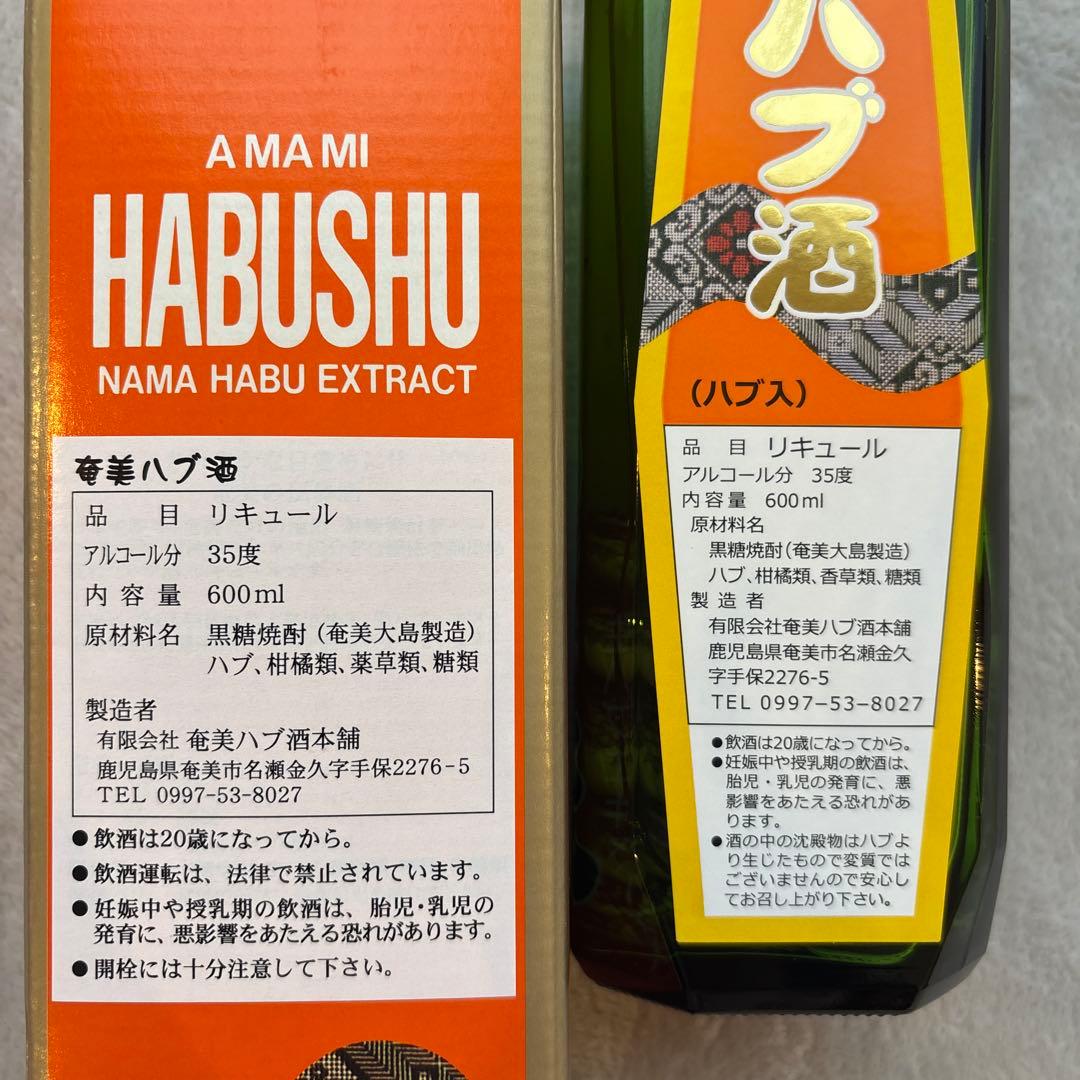 AMAMI
HABUSHU
NAMA HABU EXTRACT
奄美ハブ酒
品 目 リキュール
アルコール分 35度
内容量 600ml
原材料名 黒糖焼酎(奄美大島製造)
ハブ、柑橘類、薬草類、糖類
製造者
有限会社 奄美ハブ酒本舗
鹿児島県奄美市名瀬金久字手保2276-5
TEL 0997-53-8027
●飲酒は20歳になってから。
●飲酒運転は、法律で禁止されています。
●妊娠中や授乳期の飲酒は、胎児・乳児の
発育に、悪影響をあたえる恐れがあります。
●開栓には十分注意して下さい。
ハブ酒
(ハブ入)
品 目 リキュール
アルコール分 35度
内容量 600ml
原材料名
黒糖焼酎(奄美大島製造)
ハブ、柑橘類、香草類、糖類
製造者
有限会社奄美ハブ酒本舗
鹿児島県奄美市名瀬金久
字手保2276-5
TEL 0997-53-8027
●飲酒は20歳になってから。
●妊娠中や授乳期の飲酒は、
胎児・乳児の発育に、悪
影響をあたえる恐れがあ
ります。
●酒の中の沈殿物はハブよ
り生じたもので変質では
ございませんので安心し
てお召し上がり下さい。